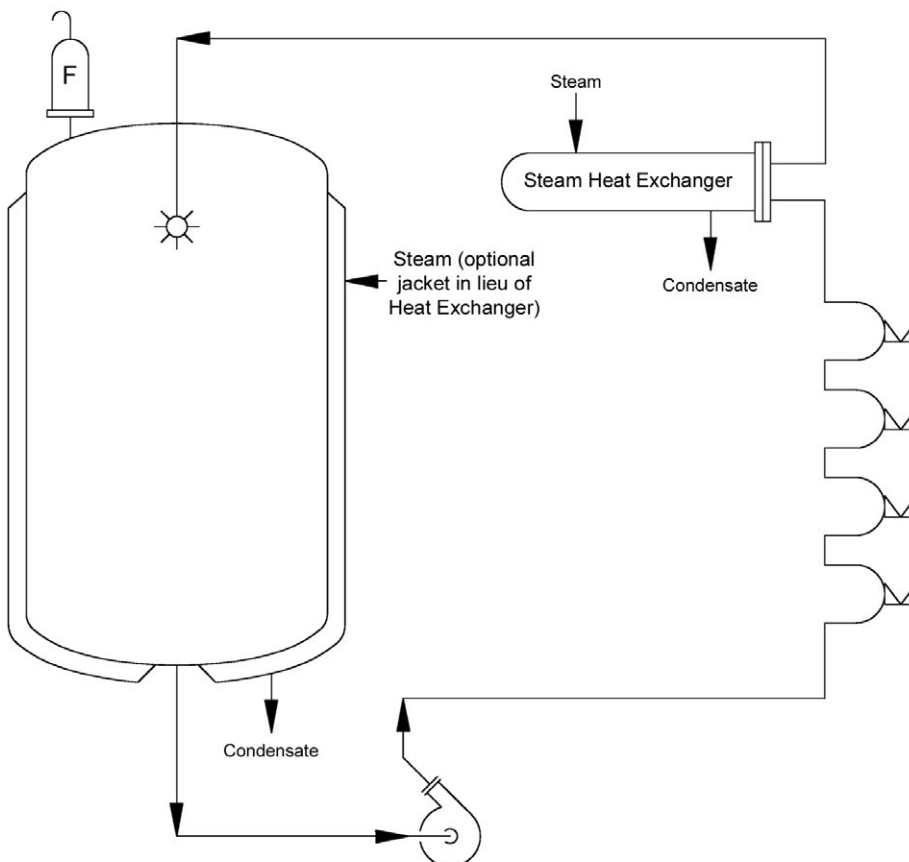 F
Steam
Steam Heat Exchanger
Steam (optional
jacket in lieu of
Heat Exchanger)
Condensate
Condensate